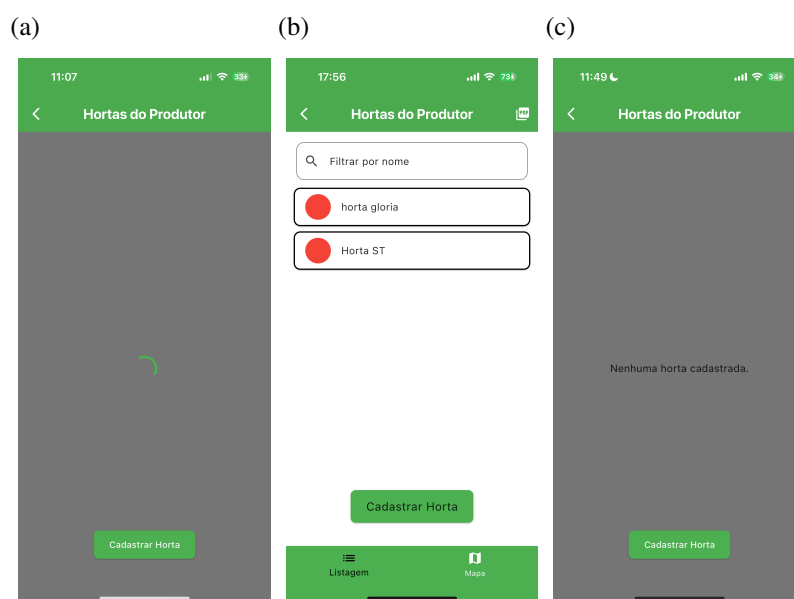 (a)
(b)
(c)
11:07
33
Hortas do Produtor
Cadastrar Horta
17:56
73
Hortas do Produtor
PDF
Filtrar por nome
horta gloria
Horta ST
Cadastrar Horta
Listagem
Mapa
11:49
34
Hortas do Produtor
Nenhuma horta cadastrada.
Cadastrar Horta